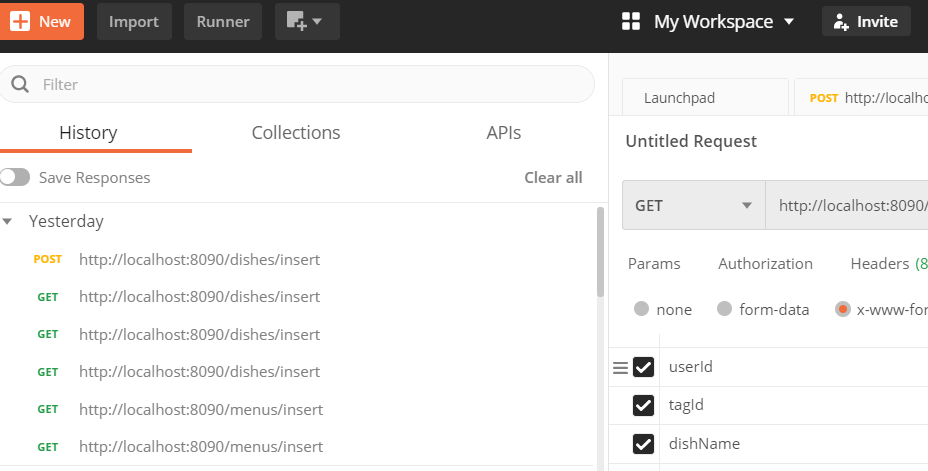 New Import Runner My Workspace Invite
Filter
History Collections APIs
Save Responses Clear all
Yesterday
POST http://localhost:8090/dishes/insert
GET http://localhost:8090/dishes/insert
GET http://localhost:8090/dishes/insert
GET http://localhost:8090/dishes/insert
GET http://localhost:8090/menus/insert
GET http://localhost:8090/menus/insert
Launchpad POST http://localho
Untitled Request
GET http://localhost:8090/
Params Authorization Headers (8
none form-data x-www-for
userId
tagId
dishName